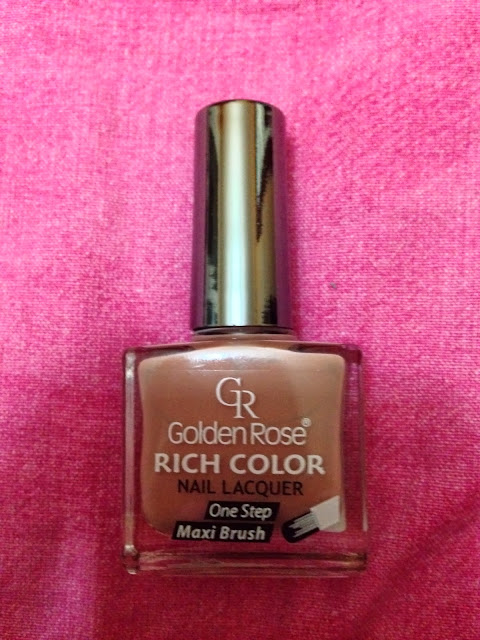 GR
Golden Rose®
RICH COLOR
NAIL LACQUER
One Step
Maxi Brush